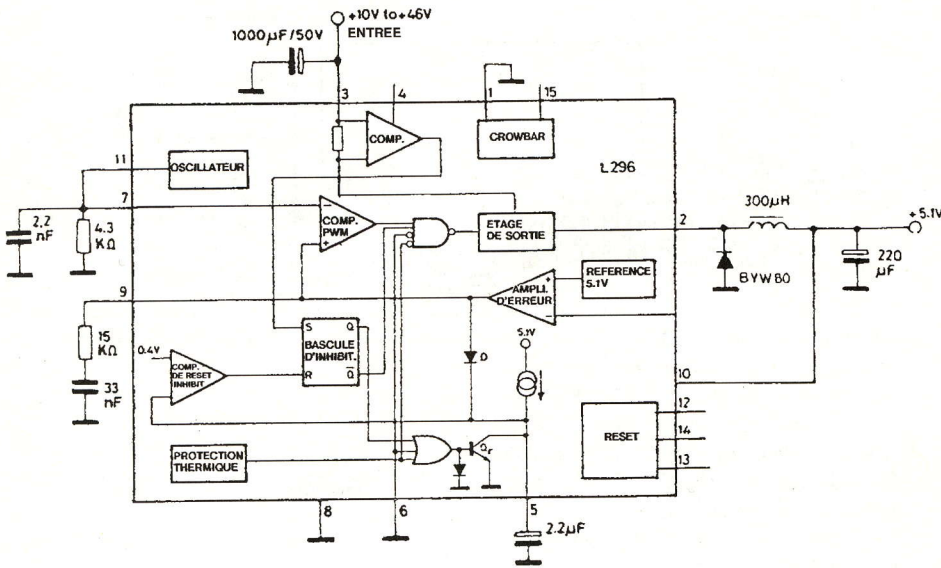 +10V to +46V
ENTREE
1000µF/50V
3
4
1
15
COMP.
CROWBAR
L296
11
OSCILLATEUR
7
2.2
nF
4.3
KΩ
−
COMP.
PWM
+
ETAGE
DE SORTIE
2
300µH
+5.1V
220
µF
BYW80
REFERENCE
5.1V
+
AMPLI.
D'ERREUR
−
9
15
KΩ
33
nF
0.4V
COMP.
DE RESET
INHIBIT
S
Q
BASCULE
D'INHIBIT.
R
Q̅
D
5.1V
10
12
14
13
RESET
PROTECTION
THERMIQUE
Qr
8
6
5
2.2µF